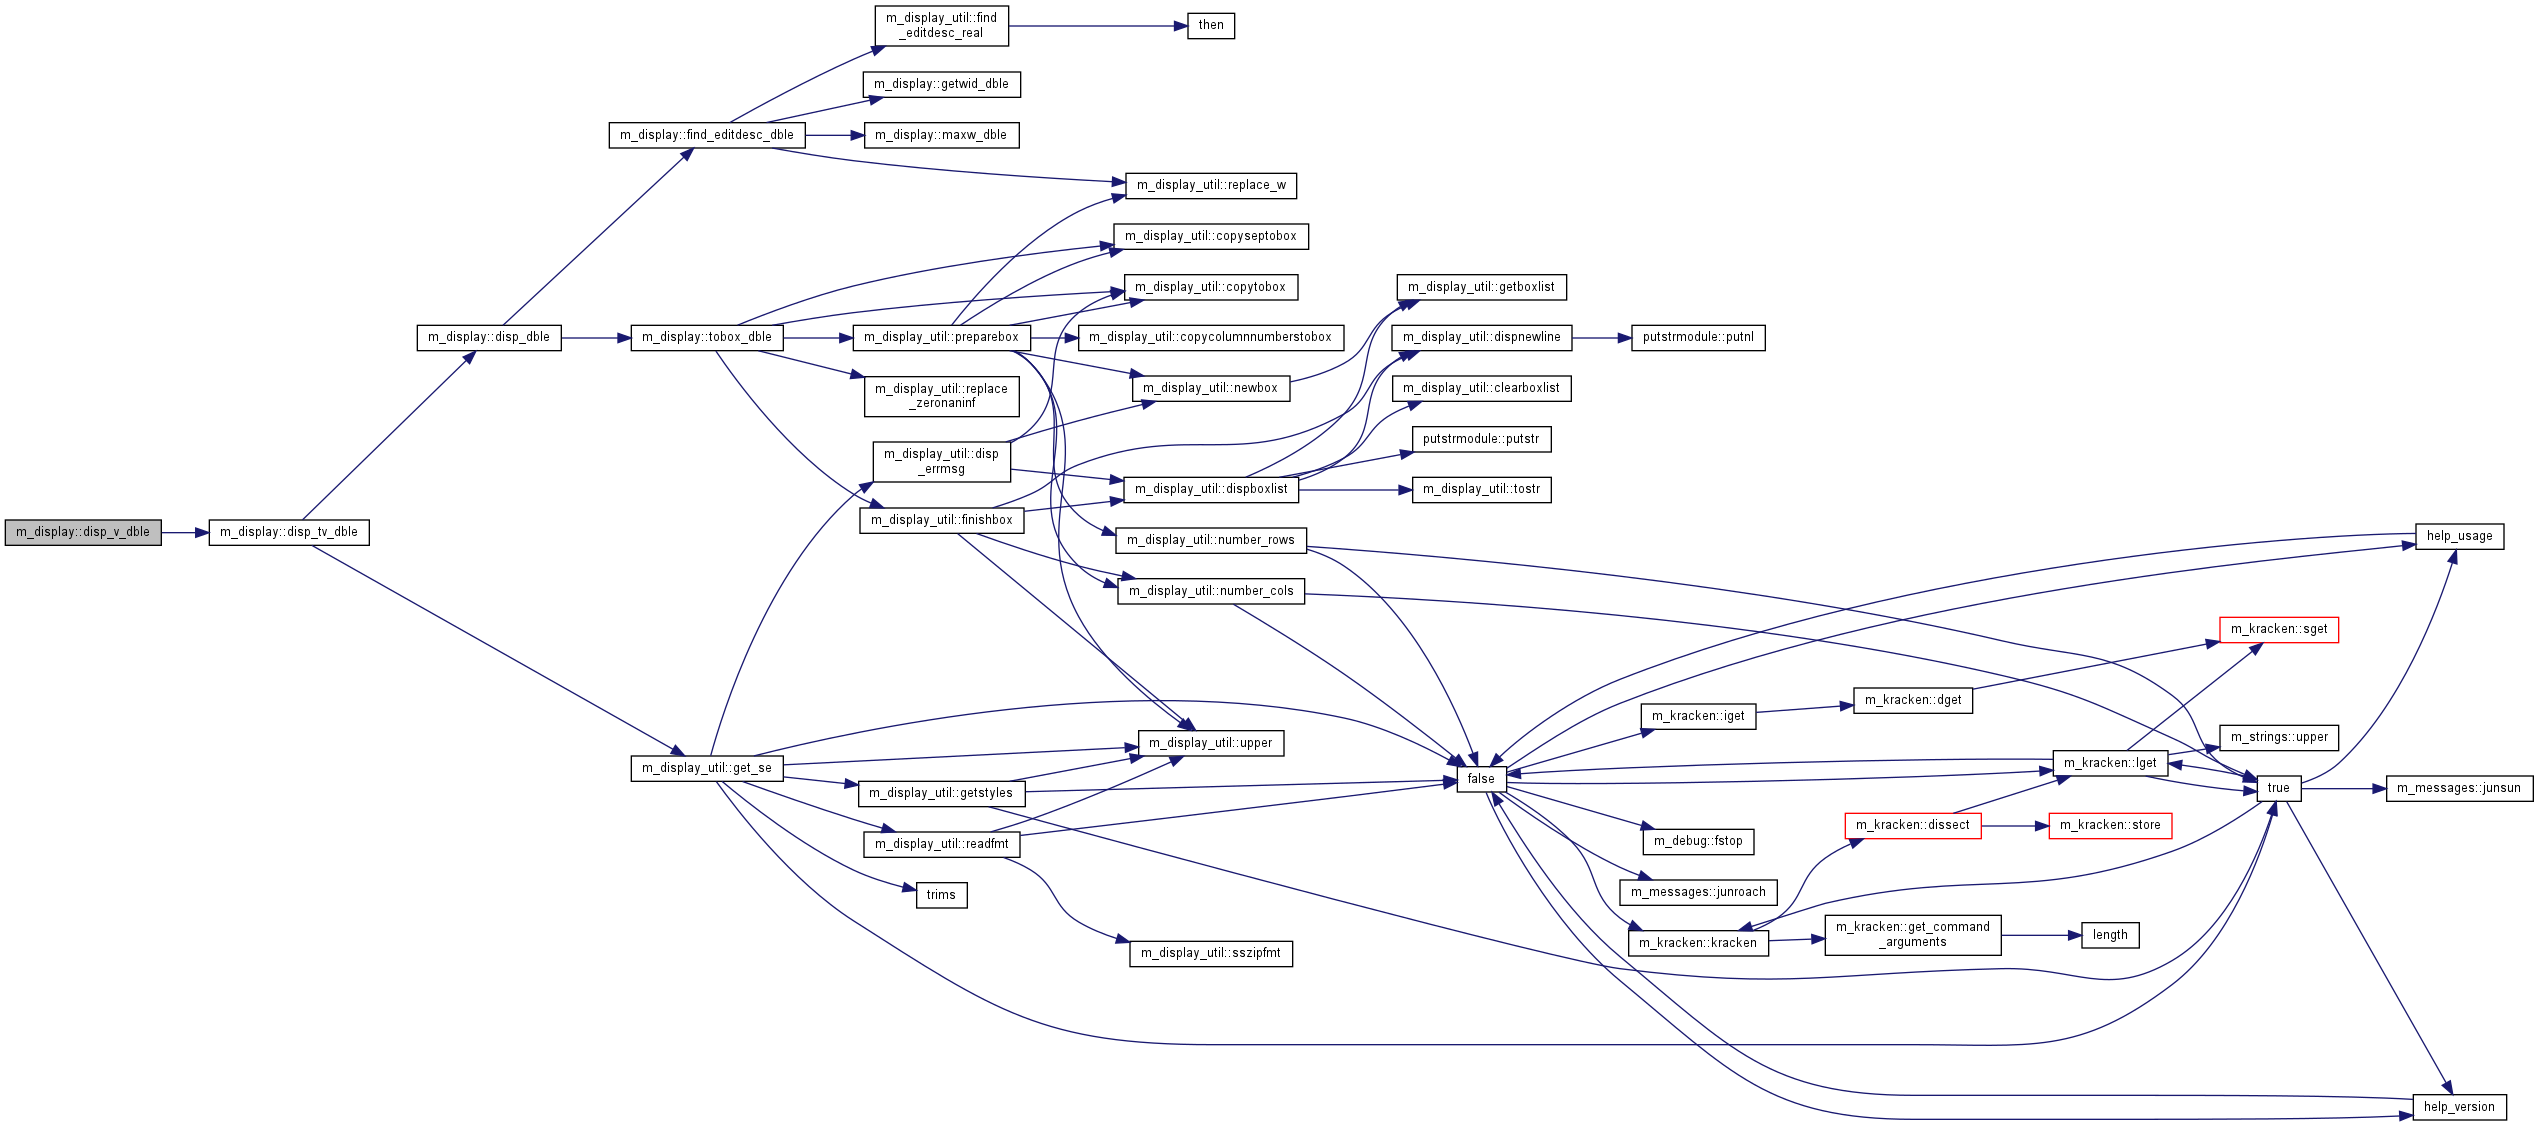 m_display_util::find
_editdesc_real
then
m_display::getwid_dble
m_display::find_editdesc_dble
m_display::maxw_dble
m_display_util::replace_w
m_display_util::copyseptobox
m_display_util::copytobox
m_display_util::getboxlist
m_display::disp_dble
m_display::tobox_dble
m_display_util::preparebox
m_display_util::copycolumnnumberstobox
m_display_util::dispnewline
putstrmodule::putnl
m_display_util::replace
_zeronaninf
m_display_util::newbox
m_display_util::clearboxlist
m_display_util::disp
_errmsg
putstrmodule::putstr
m_display_util::dispboxlist
m_display_util::tostr
m_display::disp_v_dble
m_display::disp_tv_dble
m_display_util::finishbox
m_display_util::number_rows
help_usage
m_display_util::number_cols
m_kracken::sget
m_kracken::dget
m_kracken::iget
m_strings::upper
m_display_util::upper
m_display_util::get_se
m_kracken::lget
false
true
m_messages::junsun
m_display_util::getstyles
m_kracken::dissect
m_kracken::store
m_display_util::readfmt
m_debug::fstop
trims
m_messages::junroach
m_kracken::kracken
m_kracken::get_command
_arguments
length
m_display_util::sszipfmt
help_version